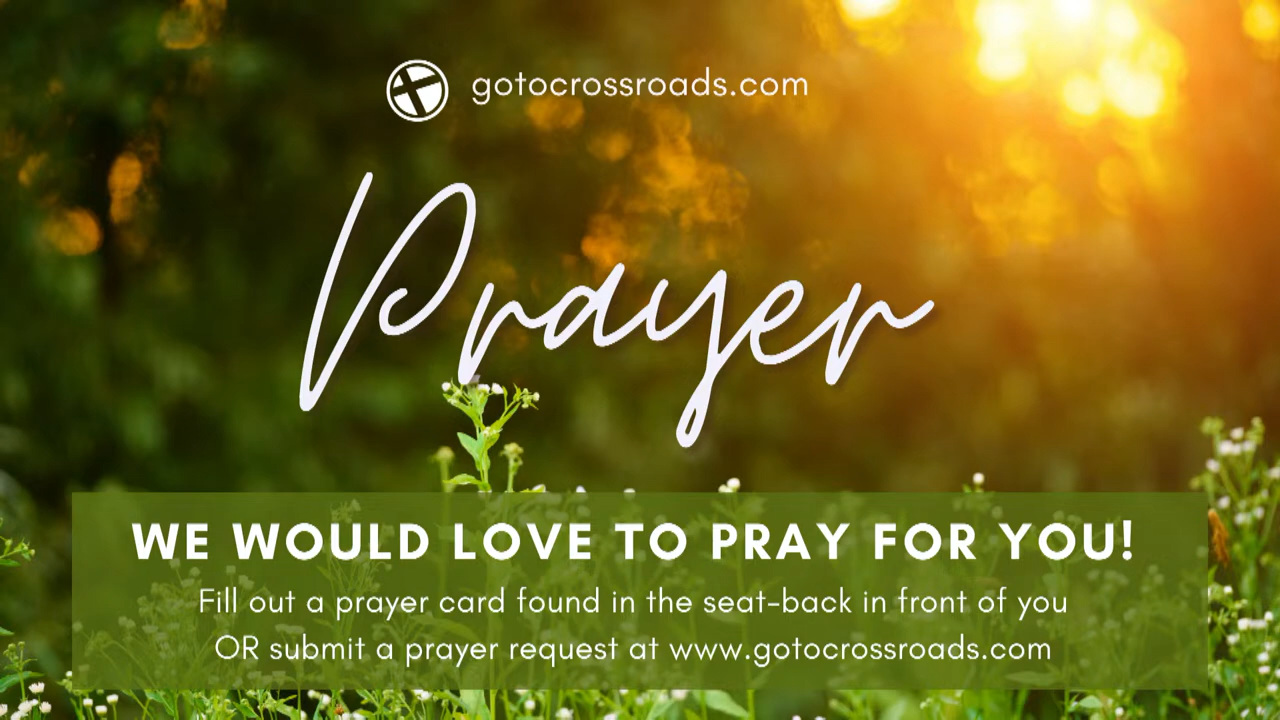 gotocrossroads.com
Prayer
WE WOULD LOVE TO PRAY FOR YOU!
Fill out a prayer card found in the seat-back in front of you
OR submit a prayer request at www.gotocrossroads.com